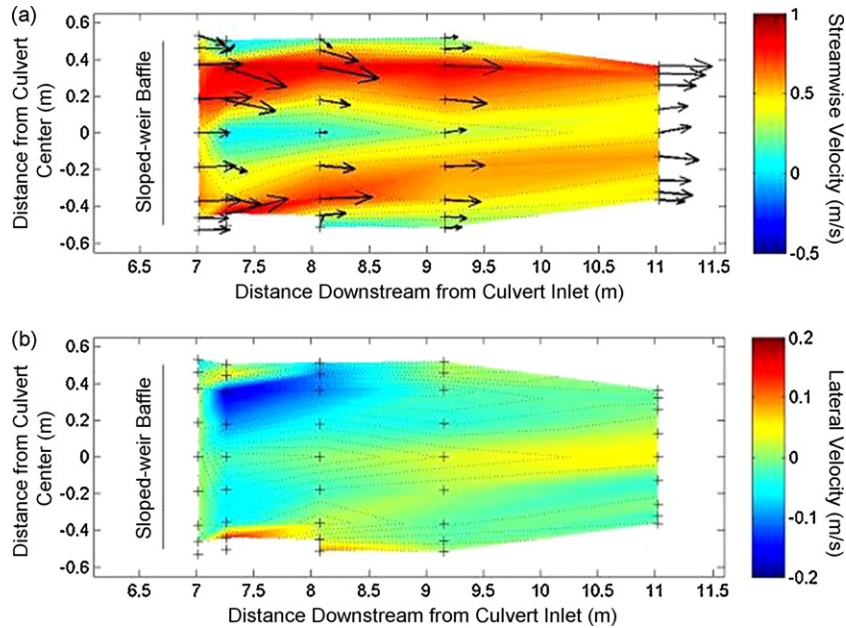 (a)
0.6
0.4
0.2
0
-0.2
-0.4
-0.6
Distance from Culvert
Center (m)
Sloped-weir Baffle
6.5 7 7.5 8 8.5 9 9.5 10 10.5 11 11.5
Distance Downstream from Culvert Inlet (m)
1
0.5
0
-0.5
Streamwise Velocity
(m/s)
(b)
0.6
0.4
0.2
0
-0.2
-0.4
-0.6
Distance from Culvert
Center (m)
Sloped-weir Baffle
6.5 7 7.5 8 8.5 9 9.5 10 10.5 11 11.5
Distance Downstream from Culvert Inlet (m)
0.2
0.1
0
-0.1
-0.2
Lateral Velocity (m/s)